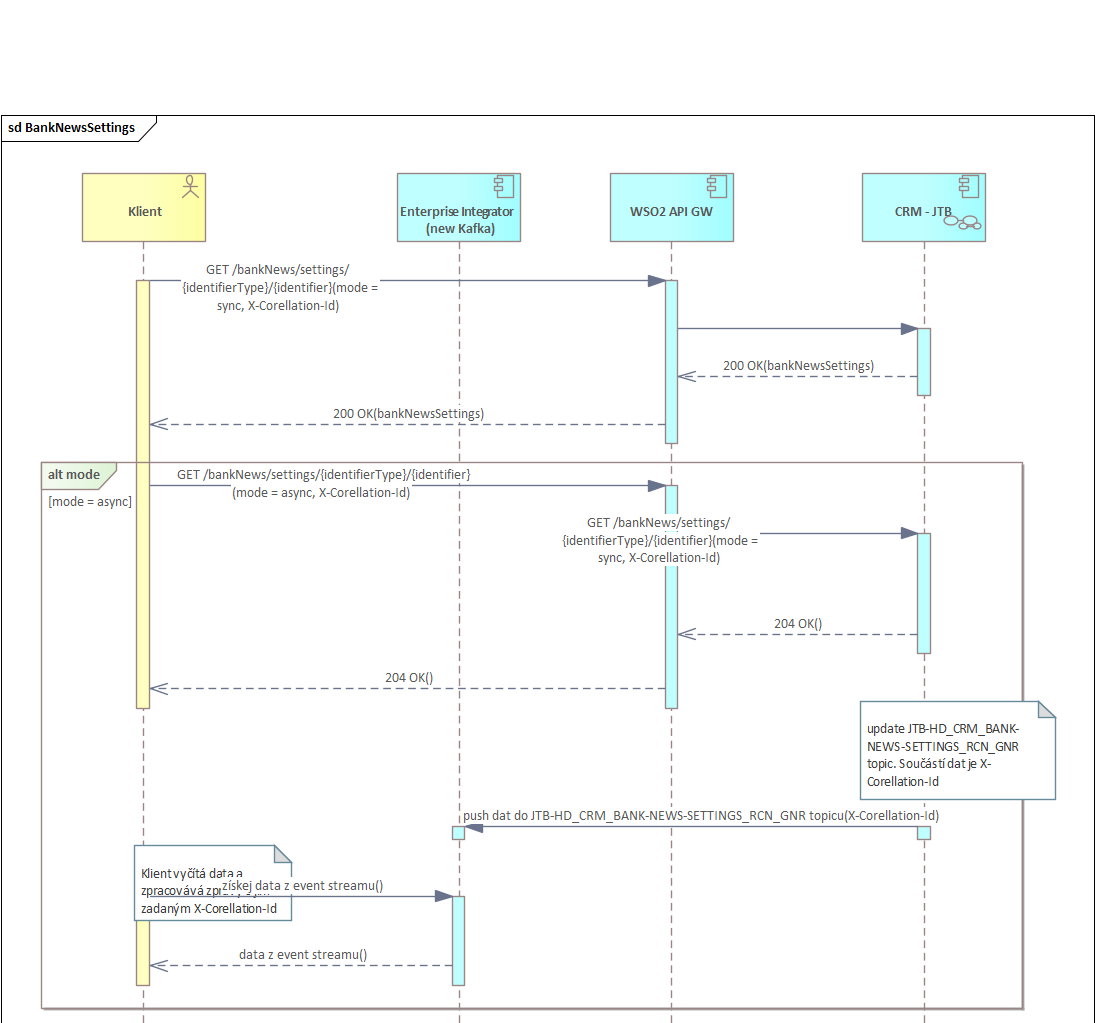 sd BankNewsSettings
Klient
Enterprise Integrator
(new Kafka)
WSO2 API GW
CRM - JTB
GET /bankNews/settings/
{identifierType}/{identifier}(mode =
sync, X-Corellation-Id)
200 OK(bankNewsSettings)
200 OK(bankNewsSettings)
alt mode
[mode = async]
GET /bankNews/settings/{identifierType}/{identifier}
(mode = async, X-Corellation-Id)
GET /bankNews/settings/
{identifierType}/{identifier}(mode =
sync, X-Corellation-Id)
204 OK()
204 OK()
update JTB-HD_CRM_BANK-
NEWS-SETTINGS_RCN_GNR
topic. Součástí dat je X-
Corellation-Id
push dat do JTB-HD_CRM_BANK-NEWS-SETTINGS_RCN_GNR topicu(X-Corellation-Id)
Klient vyčítá data a
zpracovává
zadaným X-Corellation-Id
získej data z event streamu()
data z event streamu()